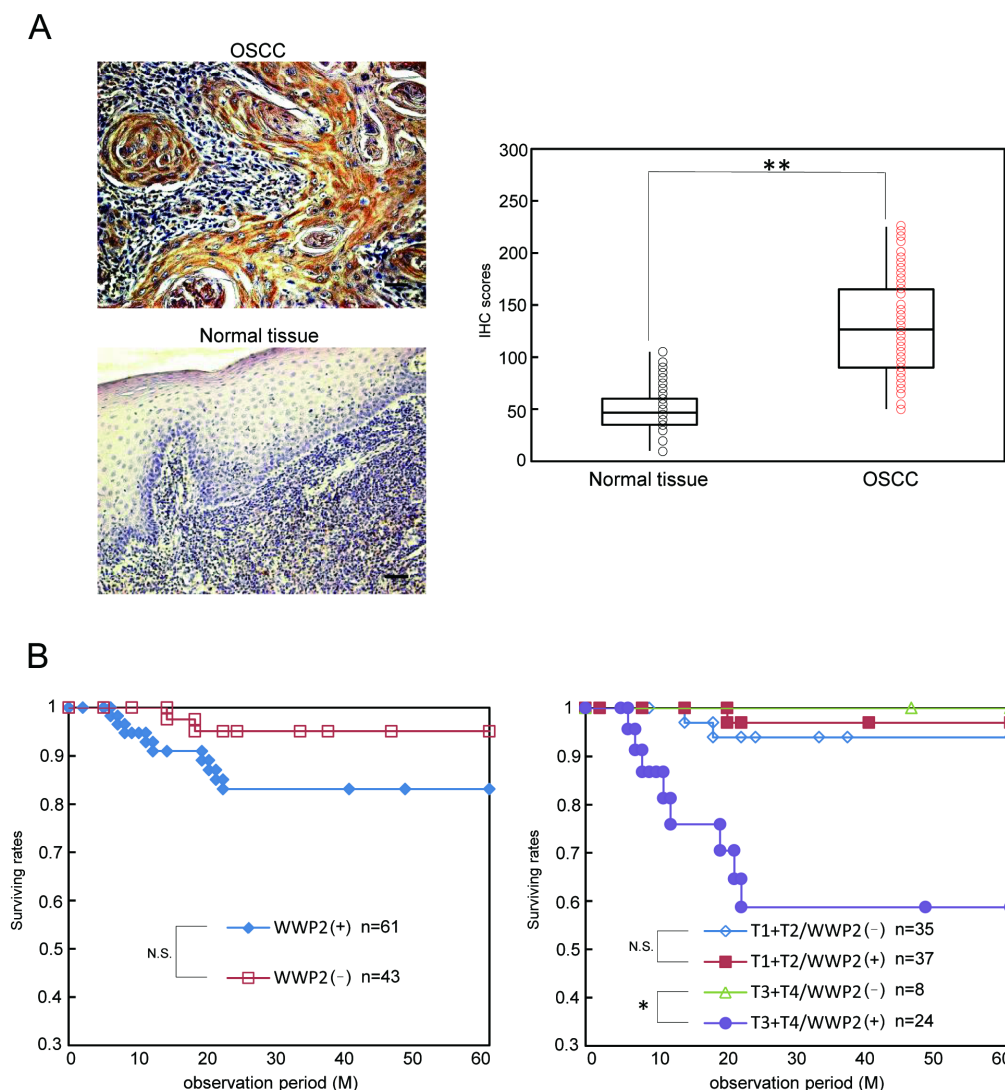 A
OSCC
Normal tissue
IHC scores
300
250
200
150
100
50
0
**
Normal tissue
OSCC
B
Surviving rates
1
0.9
0.8
0.7
0.6
0.5
0.4
0.3
0
10
20
30
40
50
60
observation period (M)
N.S.
WWP2(+) n=61
WWP2(−) n=43
Surviving rates
1
0.9
0.8
0.7
0.6
0.5
0.4
0.3
0
10
20
30
40
50
60
observation period (M)
N.S.
T1+T2/WWP2(−) n=35
T1+T2/WWP2(+) n=37
*
T3+T4/WWP2(−) n=8
T3+T4/WWP2(+) n=24